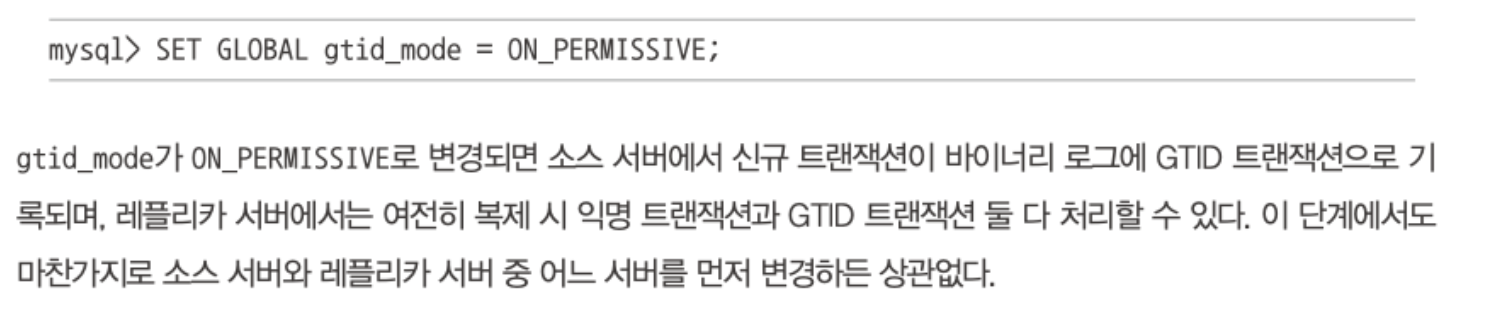 mysql> SET GLOBAL gtid_mode = ON_PERMISSIVE;
gtid_mode가 ON_PERMISSIVE로 변경되면 소스 서버에서 신규 트랜잭션이 바이너리 로그에 GTID 트랜잭션으로 기
록되며, 레플리카 서버에서는 여전히 복제 시 익명 트랜잭션과 GTID 트랜잭션 둘 다 처리할 수 있다. 이 단계에서도
마찬가지로 소스 서버와 레플리카 서버 중 어느 서버를 먼저 변경하든 상관없다.